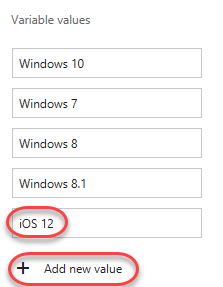 Variable values
Windows 10
Windows 7
Windows 8
Windows 8.1
iOS 12
+ Add new value